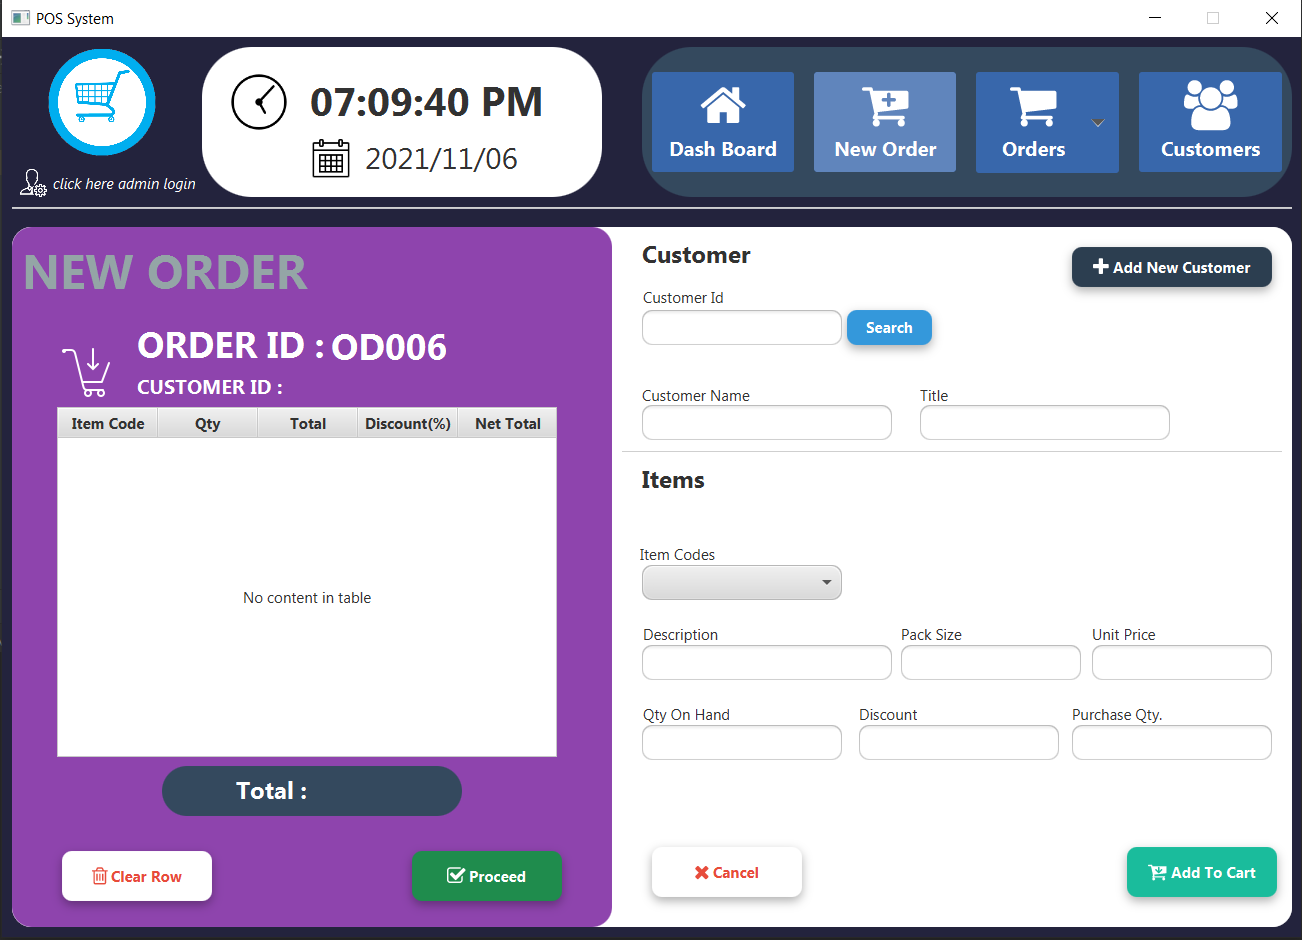 POS System
07:09:40 PM
2021/11/06
click here admin login
Dash Board
New Order
Orders
Customers
NEW ORDER
ORDER ID : OD006
CUSTOMER ID :
Item Code Qty Total Discount(%) Net Total
No content in table
Total :
Clear Row
Proceed
Customer
Add New Customer
Customer Id
Search
Customer Name Title
Items
Item Codes
Description Pack Size Unit Price
Qty On Hand Discount Purchase Qty.
Cancel
Add To Cart